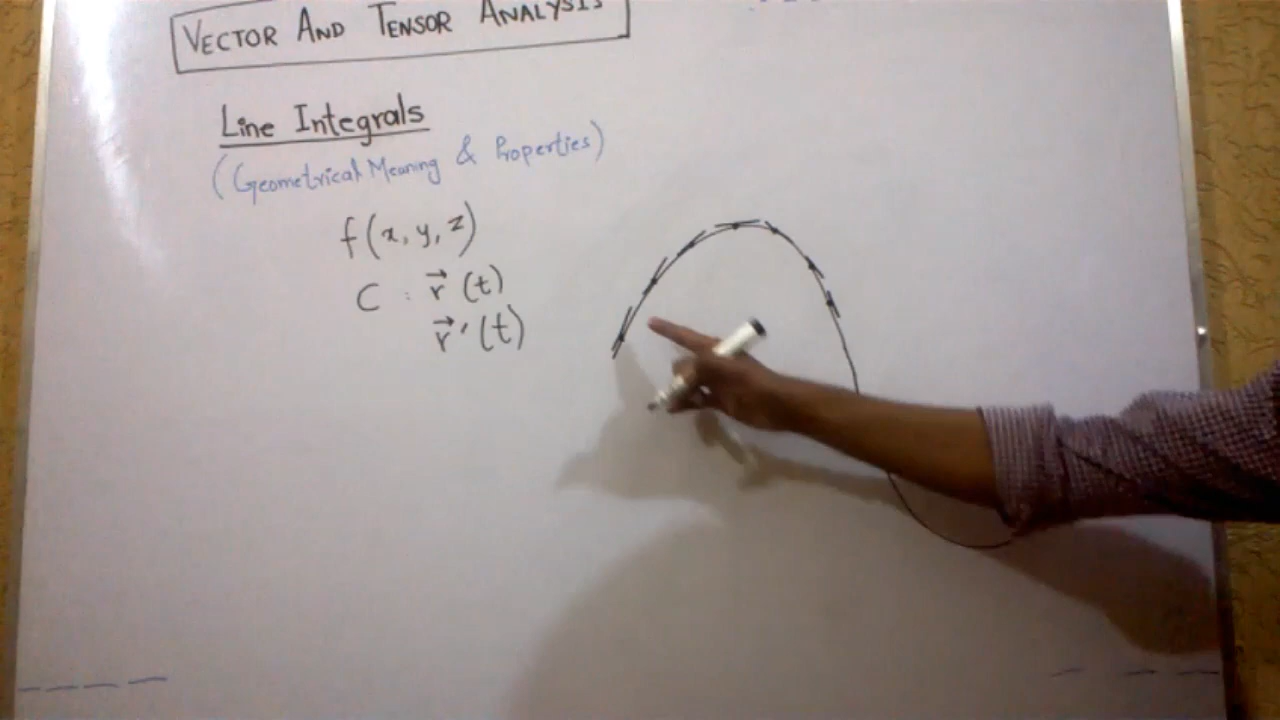 VECTOR AND TENSOR ANALYSIS
Line Integrals
(Geometrical Meaning & Properties)
f(x, y, z)
C : r⃗ (t)
r⃗ ′(t)